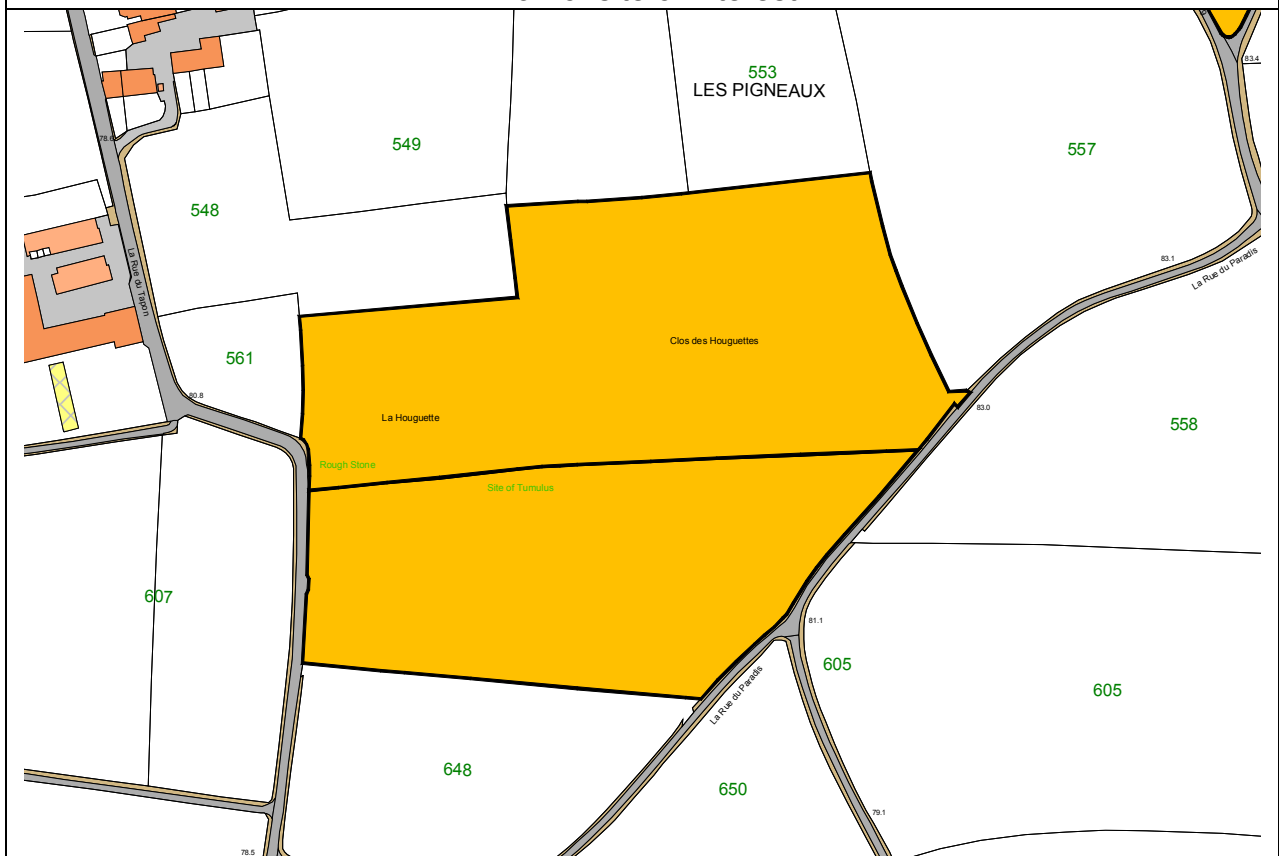 553
LES PIGNEAUX
83.4
78.6
549
557
548
La Rue du Tapon
83.1
La Rue du Paradis
Clos des Houguettes
561
80.8
83.0
La Houguette
558
Rough Stone
Site of Tumulus
607
81.1
605
605
La Rue du Paradis
648
650
79.1
78.5